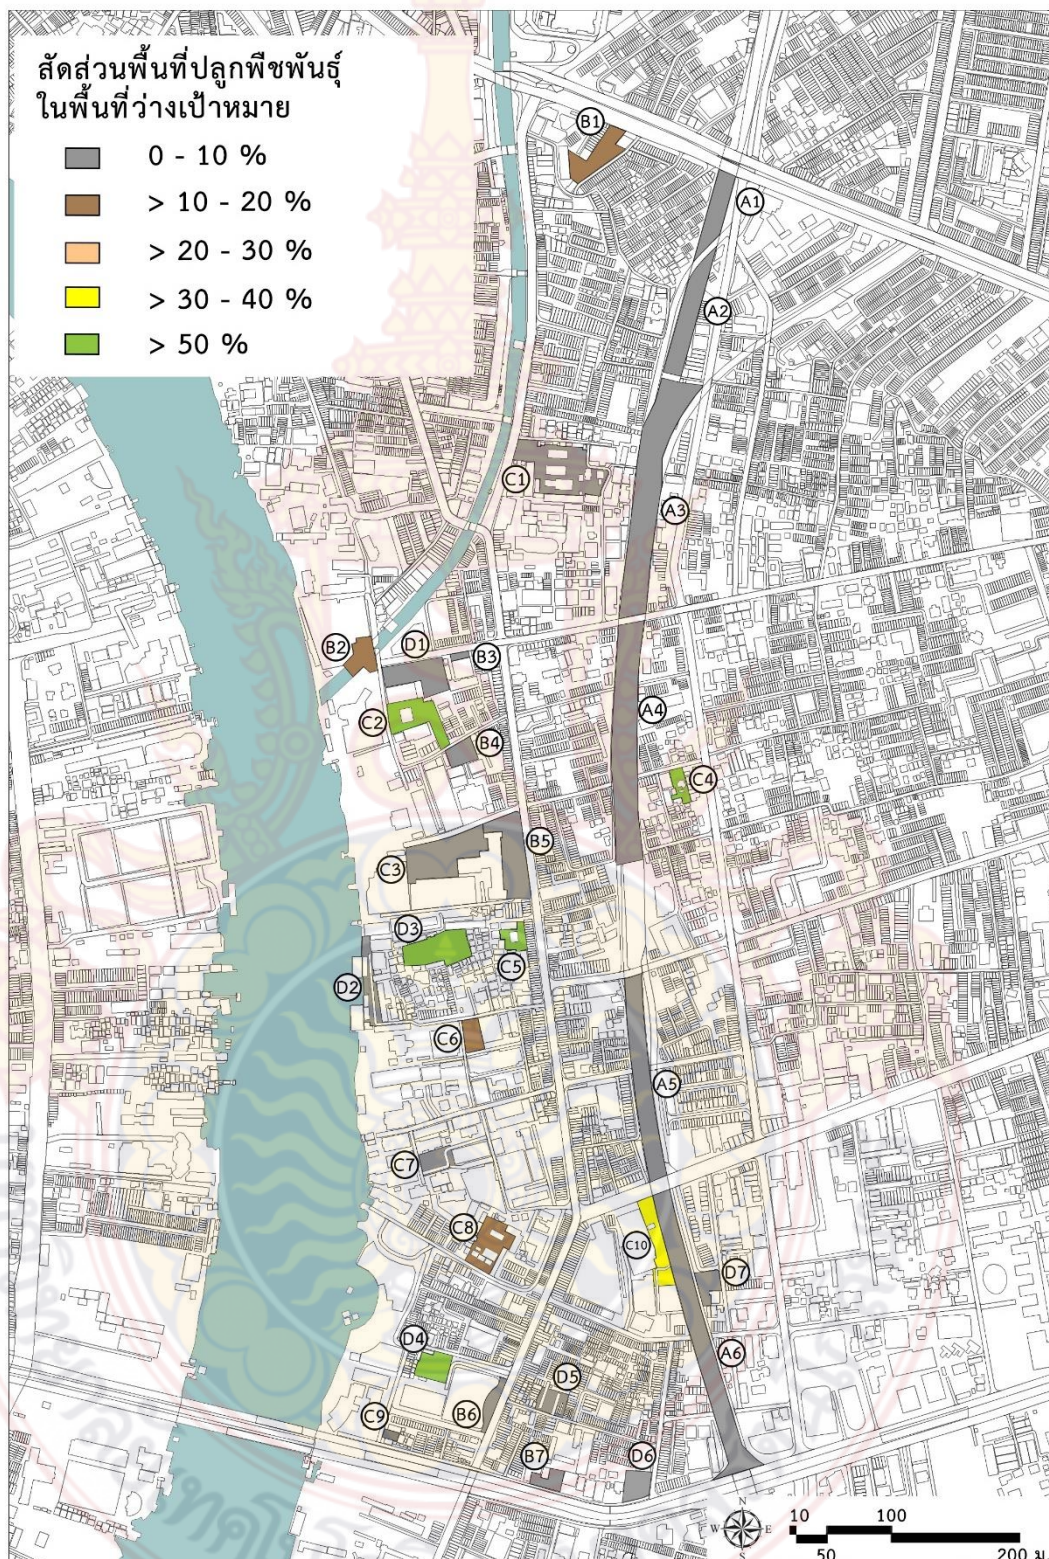 สัดส่วนพื้นที่ปลูกพืชพันธุ์
ในพื้นที่ว่างเป้าหมาย
0 - 10 %
> 10 - 20 %
> 20 - 30 %
> 30 - 40 %
> 50 %
B1
A1
A2
C1
A3
B2
D1
B3
C2
A4
B4
C4
B5
C3
D3
C5
D2
C6
A5
C7
C8
C10
D7
D4
A6
D5
C9
B6
B7
D6
N
W E
S
10 100
50 200 ม.